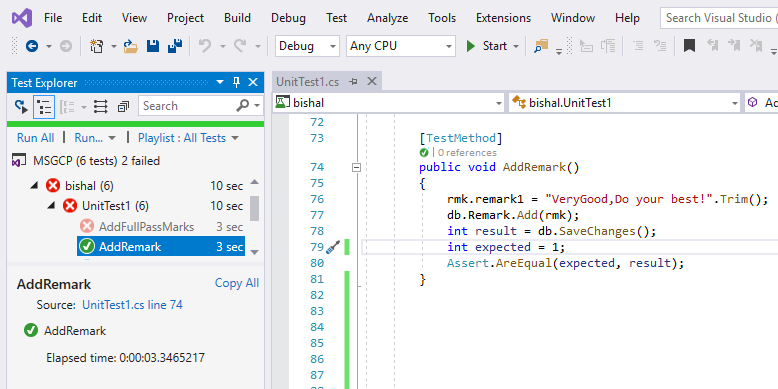 File Edit View Project Build Debug Team SQL Tools
Test Analyze Extensions Window Help Search Visual Studio (
Debug Any CPU Start
Test Explorer
Search
Run All Run... Playlist : All Tests
MSGCP (6 tests) 2 failed
bishal (6) 10 sec
UnitTest1 (6) 10 sec
AddFullPassMarks 3 sec
AddRemark 3 sec
AddRemark Copy All
Source: UnitTest1.cs line 74
AddRemark
Elapsed time: 0:00:03.3465217
UnitTest1.cs
bishal bishal.UnitTest1 Ad
72
73 [TestMethod]
0 references
74 public void AddRemark()
75 {
76 rmk.remark1 = "VeryGood,Do your best!".Trim();
77 db.Remark.Add(rmk);
78 int result = db.SaveChanges();
79 int expected = 1;
80 Assert.AreEqual(expected, result);
81 }
82
83
84
85
86
87
88